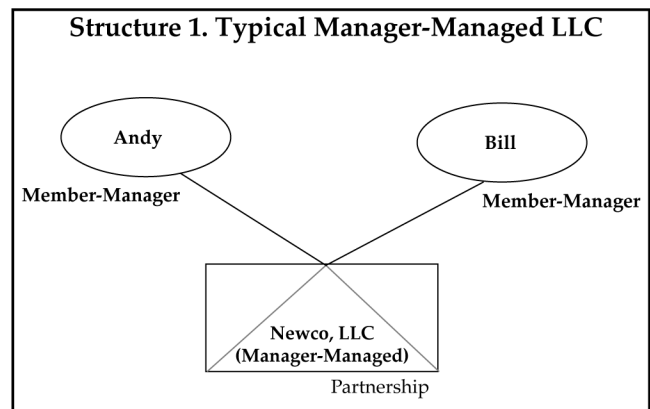 Structure 1. Typical Manager-Managed LLC
Andy
Bill
Member-Manager
Member-Manager
Newco, LLC
(Manager-Managed)
Partnership